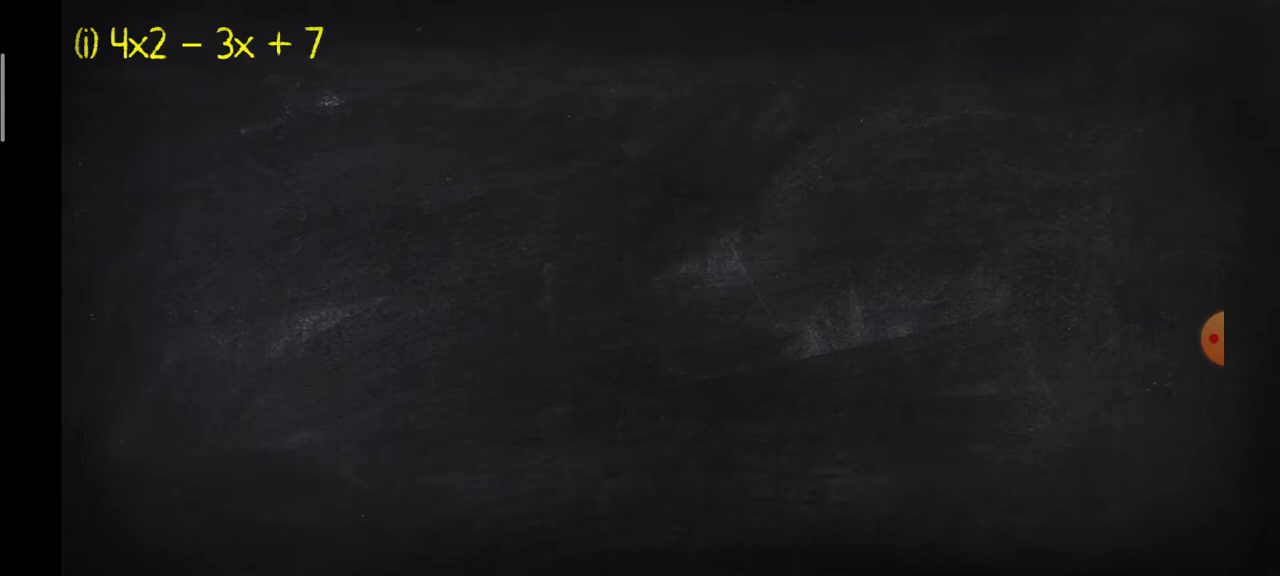 (i) 4x2 – 3x + 7